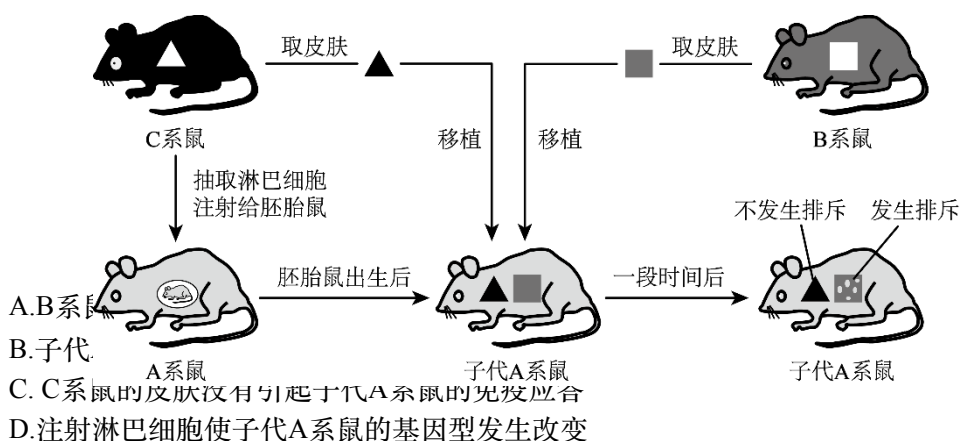 取皮肤
取皮肤
C系鼠
移植
移植
B系鼠
抽取淋巴细胞
注射给胚胎鼠
不发生排斥
发生排斥
胚胎鼠出生后
一段时间后
A.B系
B.子代
A系鼠
子代A系鼠
子代A系鼠
C. C系鼠的皮肤没有引起子代A系鼠的免疫应答
D.注射淋巴细胞使子代A系鼠的基因型发生改变